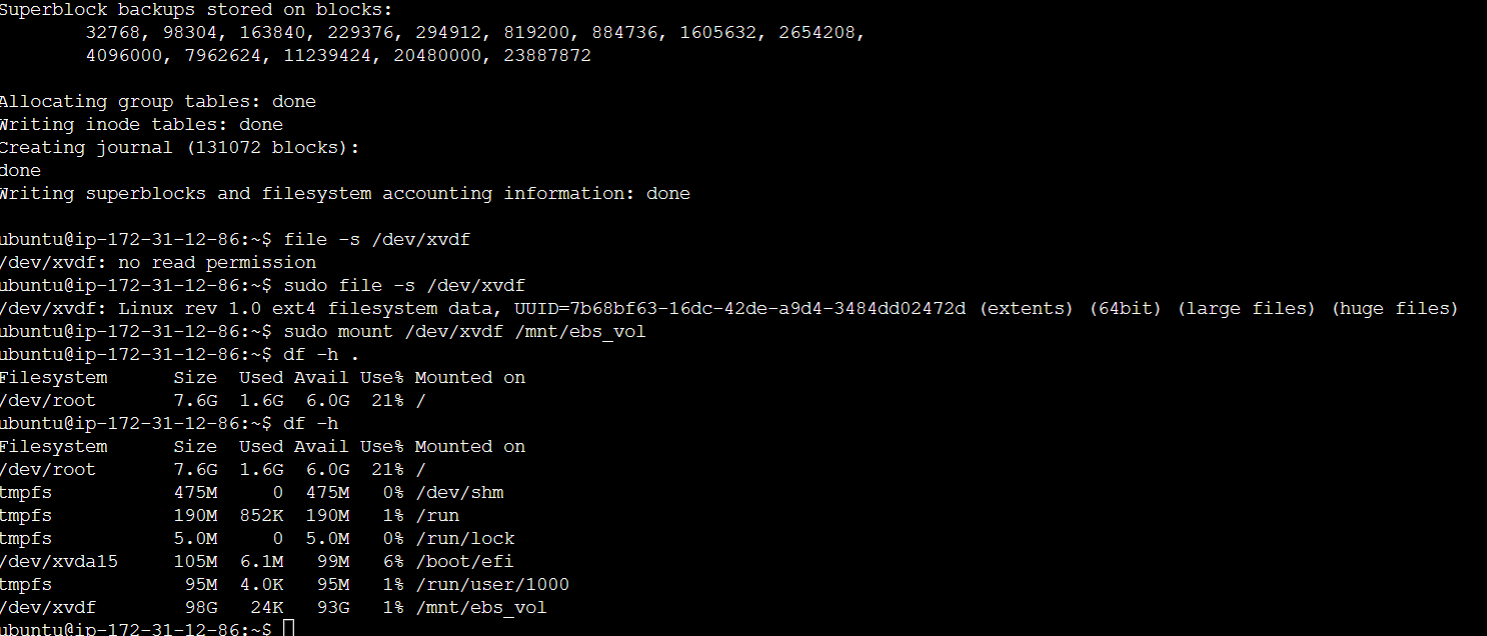 Superblock backups stored on blocks:
        32768, 98304, 163840, 229376, 294912, 819200, 884736, 1605632, 2654208,
        4096000, 7962624, 11239424, 20480000, 23887872

Allocating group tables: done
Writing inode tables: done
Creating journal (131072 blocks):
done
Writing superblocks and filesystem accounting information: done

ubuntu@ip-172-31-12-86:~$ file -s /dev/xvdf
/dev/xvdf: no read permission
ubuntu@ip-172-31-12-86:~$ sudo file -s /dev/xvdf
/dev/xvdf: Linux rev 1.0 ext4 filesystem data, UUID=7b68bf63-16dc-42de-a9d4-3484dd02472d (extents) (64bit) (large files) (huge files)
ubuntu@ip-172-31-12-86:~$ sudo mount /dev/xvdf /mnt/ebs_vol
ubuntu@ip-172-31-12-86:~$ df -h .
Filesystem      Size  Used Avail Use% Mounted on
/dev/root       7.6G  1.6G  6.0G  21% /
ubuntu@ip-172-31-12-86:~$ df -h
Filesystem      Size  Used Avail Use% Mounted on
/dev/root       7.6G  1.6G  6.0G  21% /
tmpfs           475M     0  475M   0% /dev/shm
tmpfs           190M  852K  190M   1% /run
tmpfs           5.0M     0  5.0M   0% /run/lock
/dev/xvda15     105M  6.1M   99M   6% /boot/efi
tmpfs            95M  4.0K   95M   1% /run/user/1000
/dev/xvdf        98G   24K   93G   1% /mnt/ebs_vol
ubuntu@ip-172-31-12-86:~$